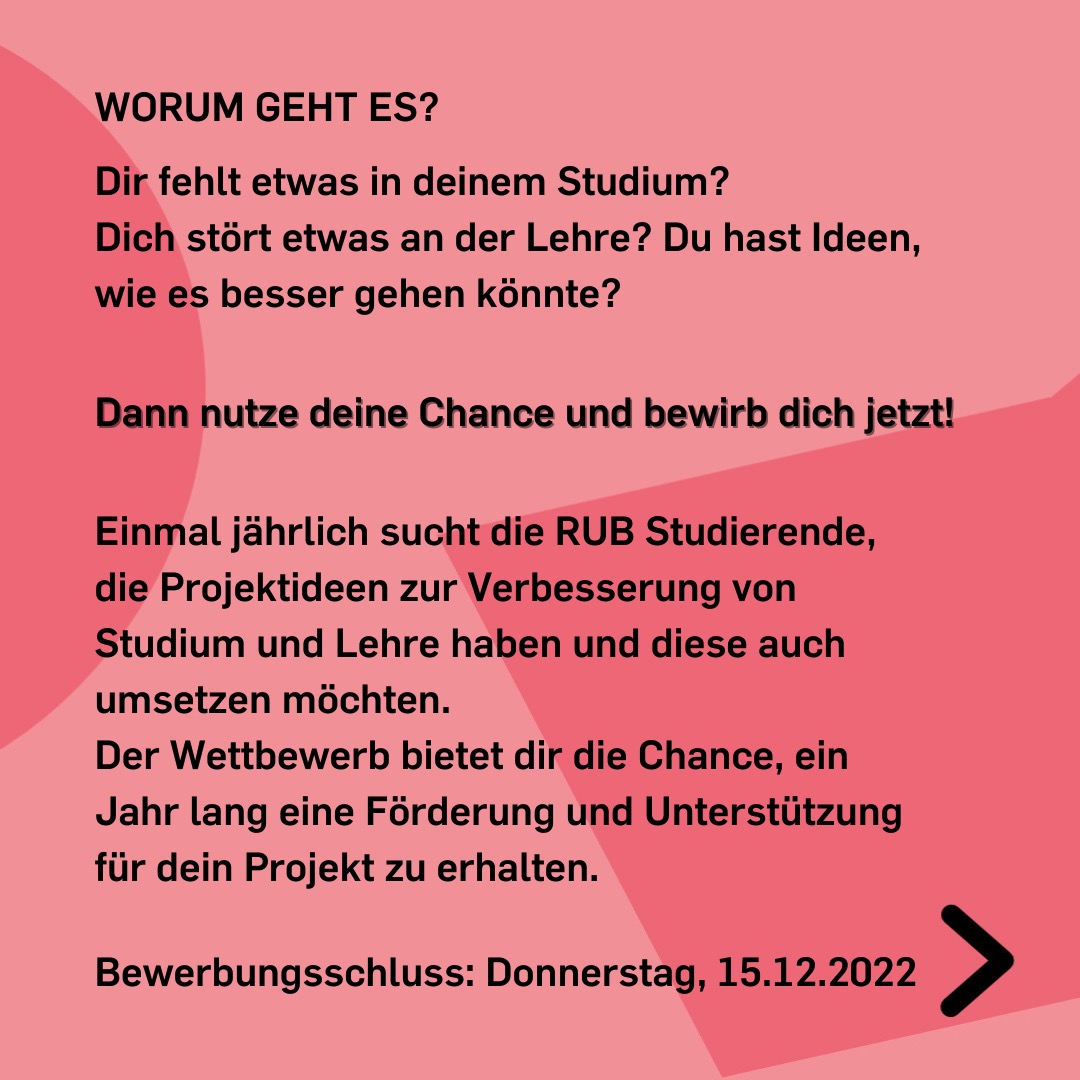 WORUM GEHT ES?
Dir fehlt etwas in deinem Studium?
Dich stört etwas an der Lehre? Du hast Ideen,
wie es besser gehen könnte?
Dann nutze deine Chance und bewirb dich jetzt!
Einmal jährlich sucht die RUB Studierende,
die Projektideen zur Verbesserung von
Studium und Lehre haben und diese auch
umsetzen möchten.
Der Wettbewerb bietet dir die Chance, ein
Jahr lang eine Förderung und Unterstützung
für dein Projekt zu erhalten.
Bewerbungsschluss: Donnerstag, 15.12.2022